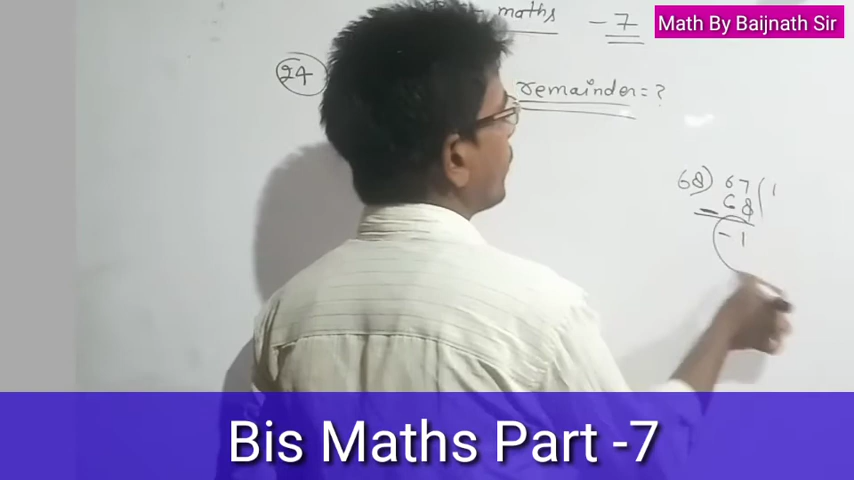 maths - 7
Math By Baijnath Sir
24
remainder = ?
68) 67 ( 1
- 68
- 1
Bis Maths Part -7